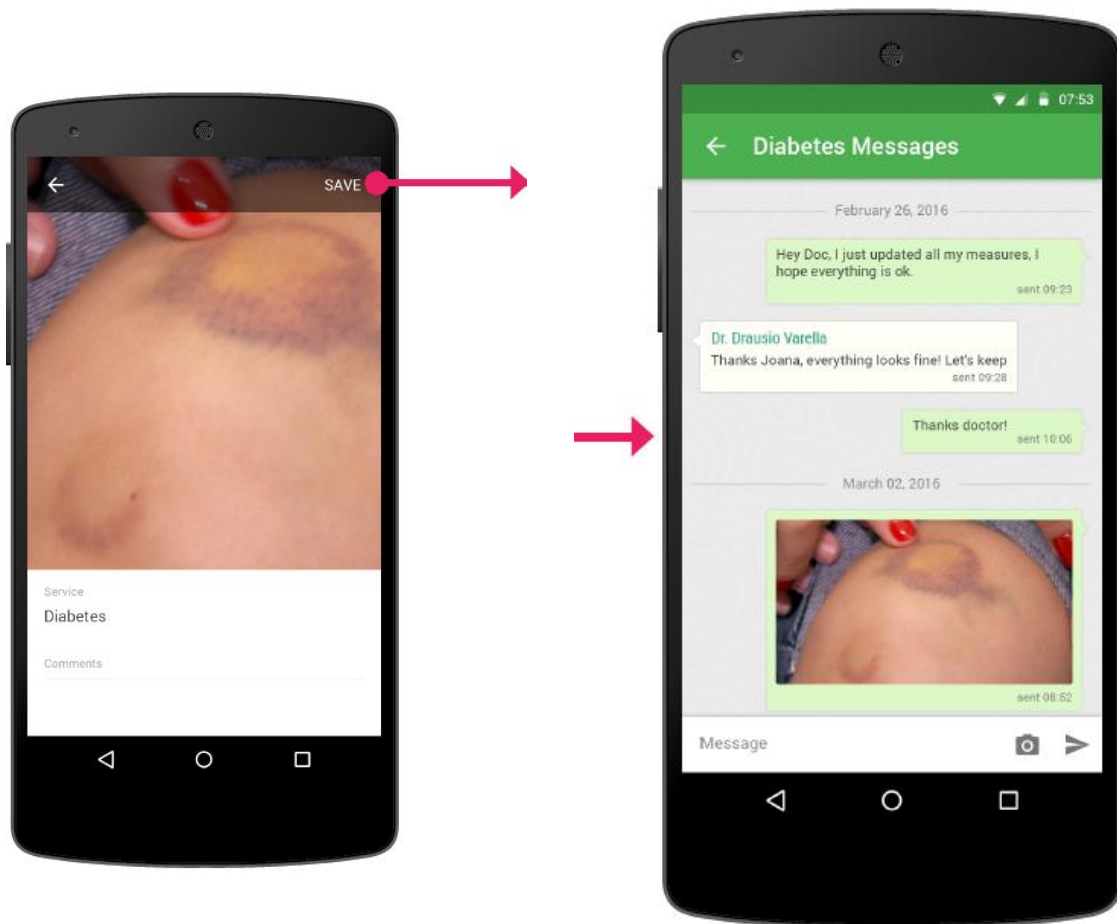 SAVE
Service
Diabetes
Comments
07:53
Diabetes Messages
February 26, 2016
Hey Doc, I just updated all my measures, I
hope everything is ok.
sent 09:23
Dr. Drausio Varella
Thanks Joana, everything looks fine! Let's keep
sent 09:28
Thanks doctor!
sent 10:06
March 02, 2016
sent 08:52
Message